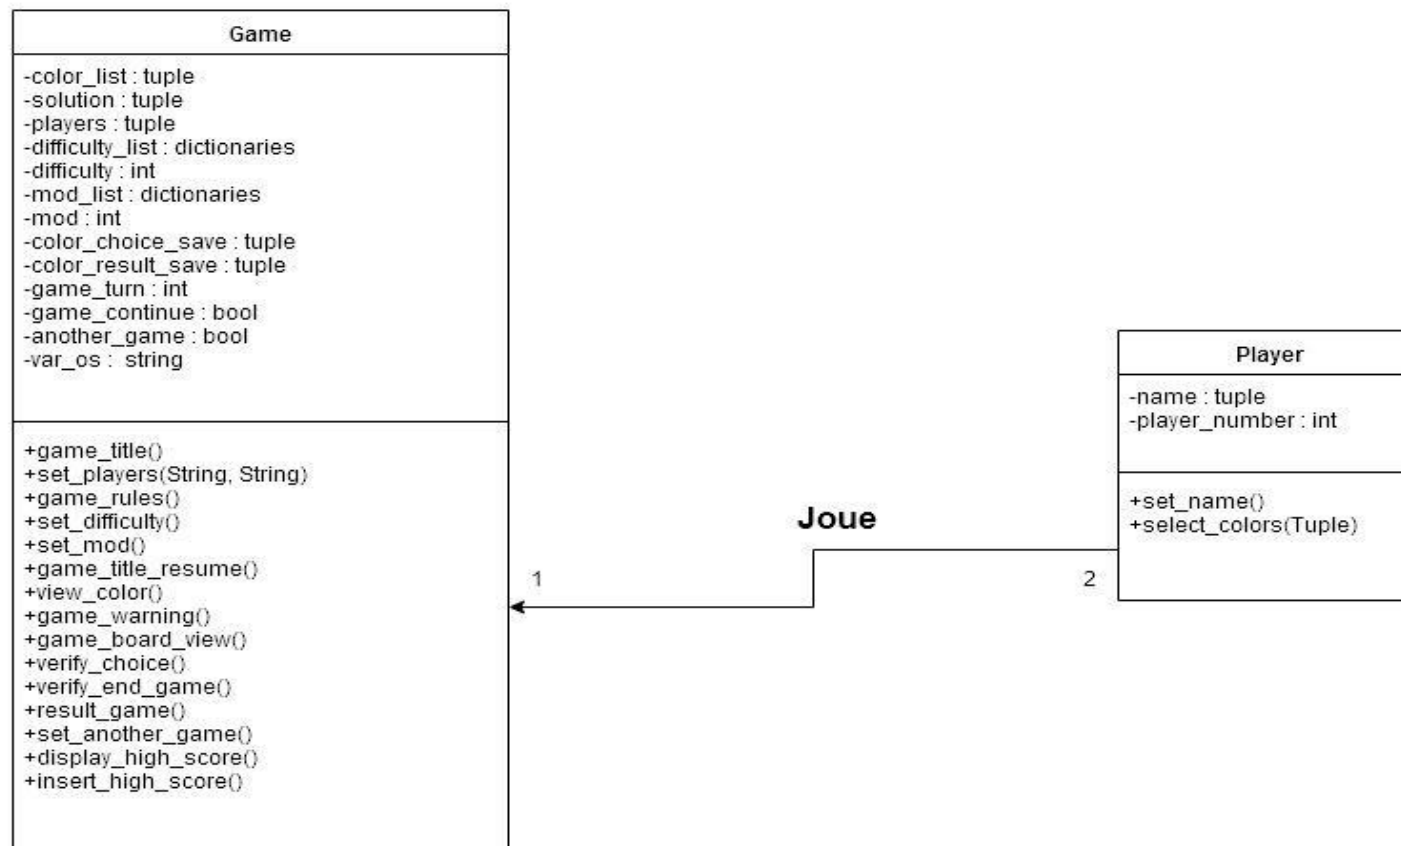 Game
-color_list : tuple
-solution : tuple
-players : tuple
-difficulty_list : dictionaries
-difficulty : int
-mod_list : dictionaries
-mod : int
-color_choice_save : tuple
-color_result_save : tuple
-game_turn : int
-game_continue : bool
-another_game : bool
-var_os :  string
+game_title()
+set_players(String, String)
+game_rules()
+set_difficulty()
+set_mod()
+game_title_resume()
+view_color()
+game_warning()
+game_board_view()
+verify_choice()
+verify_end_game()
+result_game()
+set_another_game()
+display_high_score()
+insert_high_score()
Joue
1
2
Player
-name : tuple
-player_number : int
+set_name()
+select_colors(Tuple)